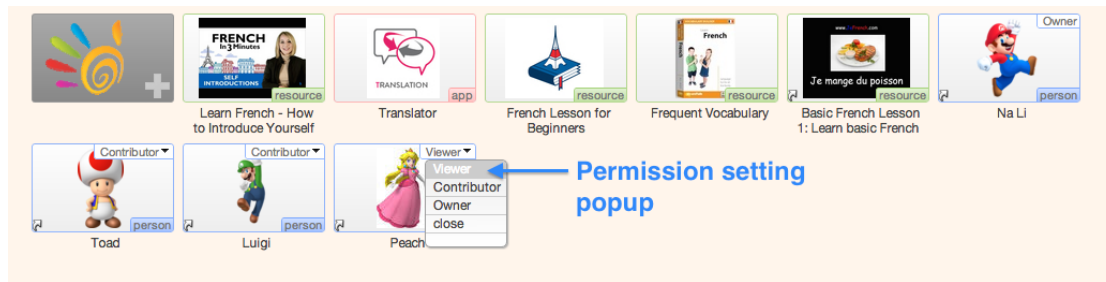 FRENCH
In 3 Minutes
SELF
INTRODUCTIONS
resource
Learn French - How
to Introduce Yourself
TRANSLATION
app
Translator
resource
French Lesson for
Beginners
French
French
resource
Frequent Vocabulary
Je mange du poisson
resource
Basic French Lesson
1: Learn basic French
Owner
person
Na Li
Contributor
person
Toad
Contributor
person
Luigi
Viewer
Viewer
Contributor
Owner
close
Peach
Permission setting
popup